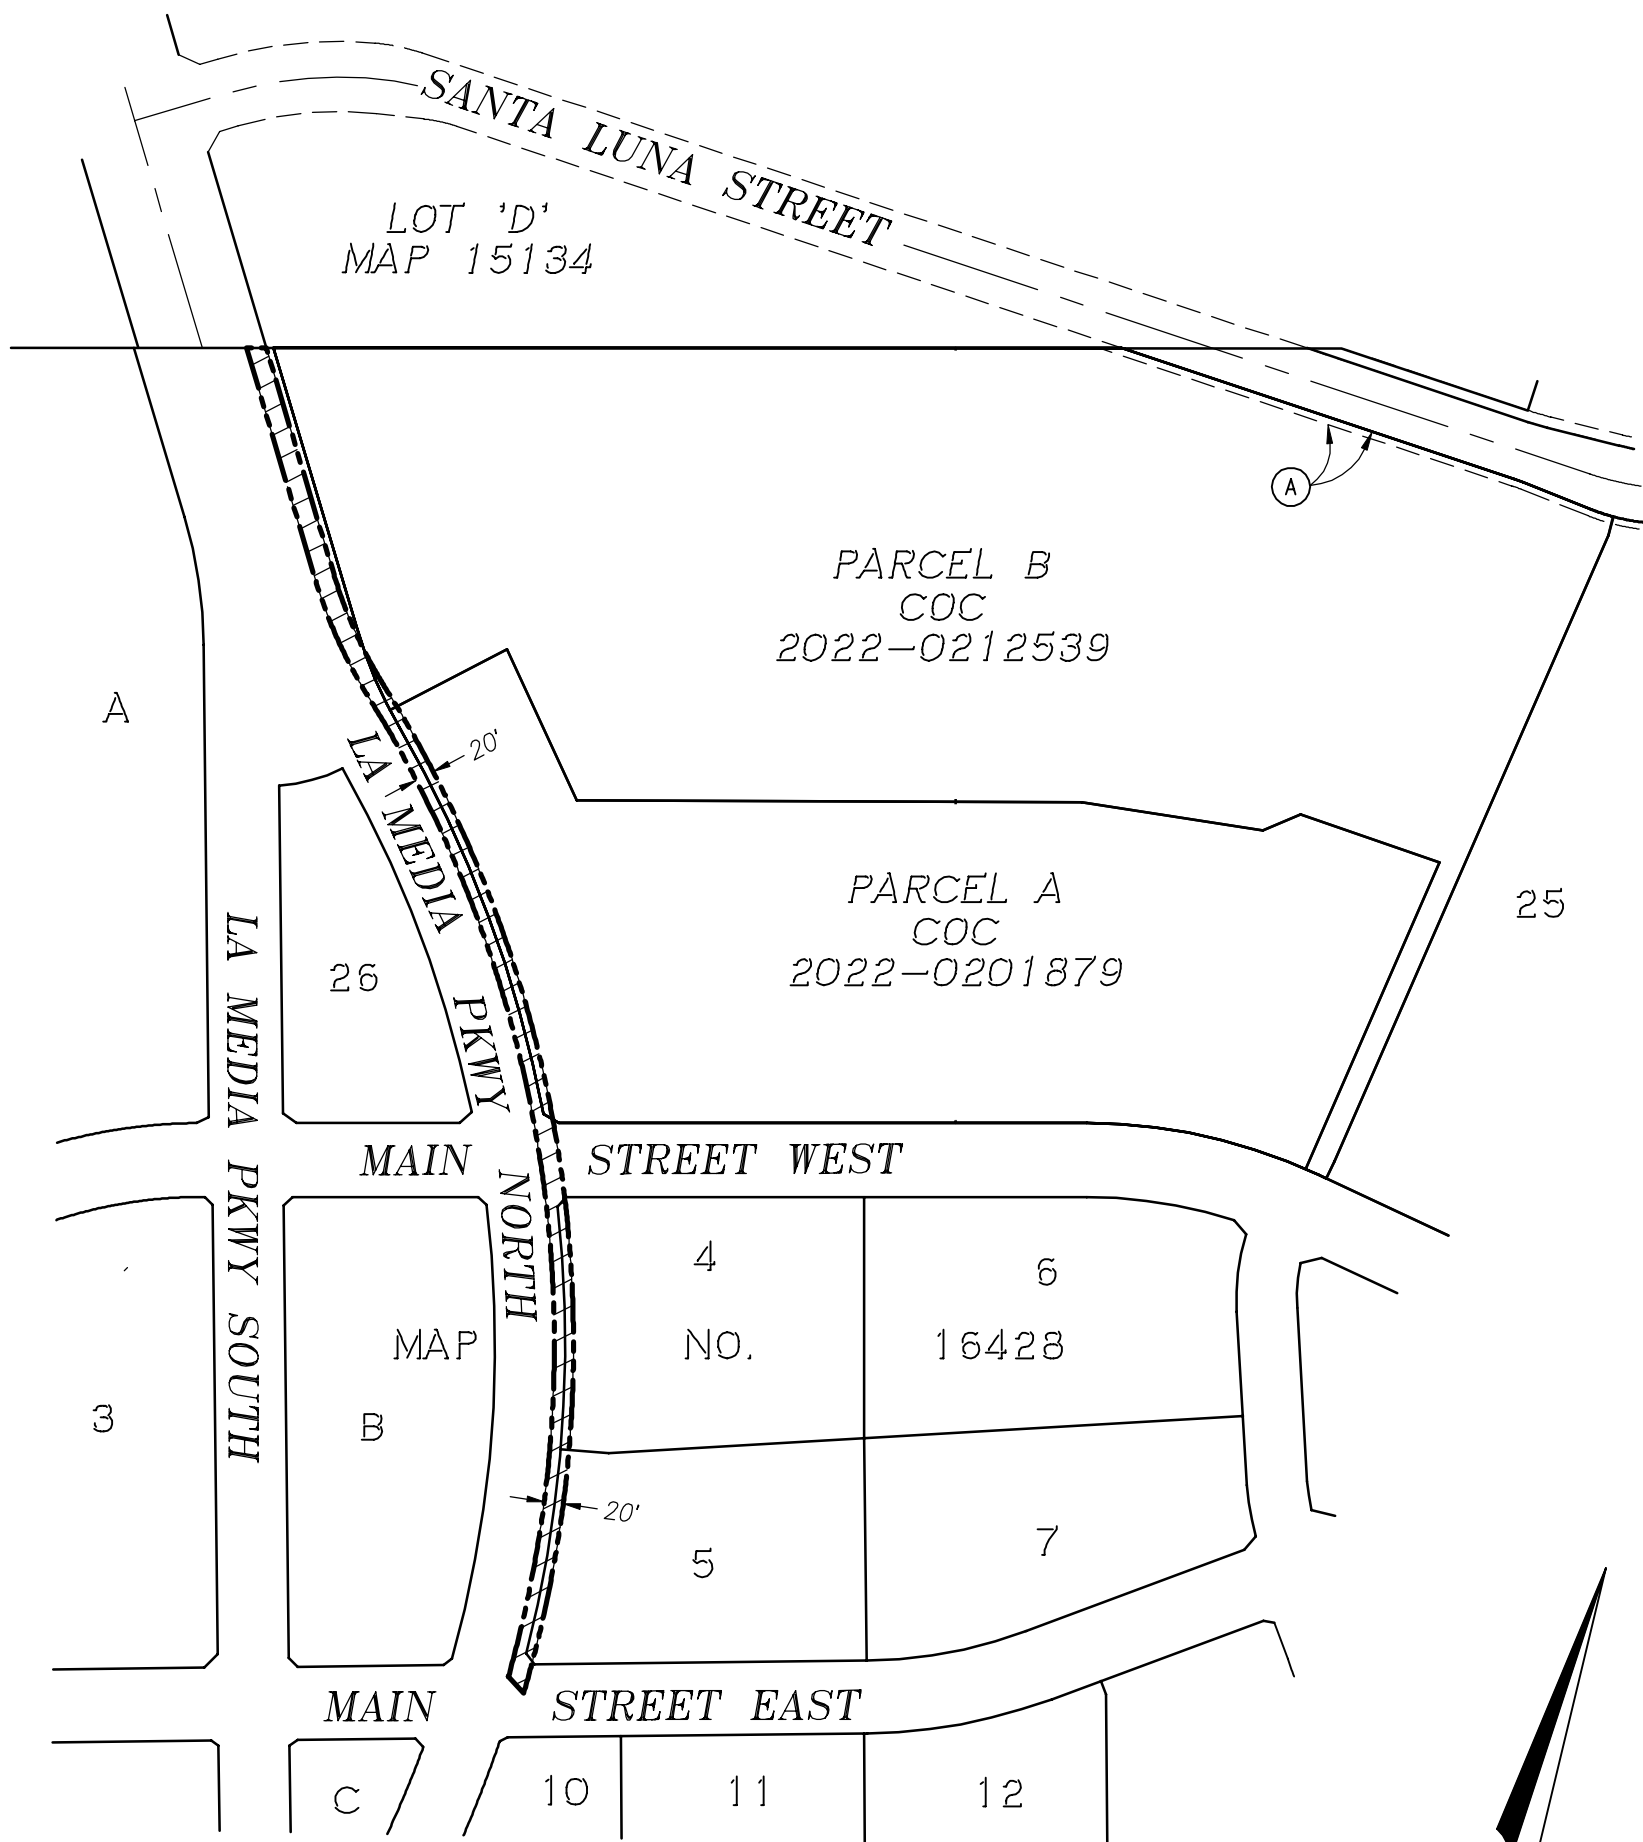 SANTA LUNA STREET
LOT 'D'
MAP 15134
A
PARCEL B
COC
2022-0212539
A
20'
LA MEDIA PKWY NORTH
PARCEL A
COC
2022-0201879
25
26
LA MEDIA PKWY SOUTH
MAIN STREET WEST
4
6
MAP NO. 16428
3
B
20'
5
7
MAIN STREET EAST
C
10
11
12